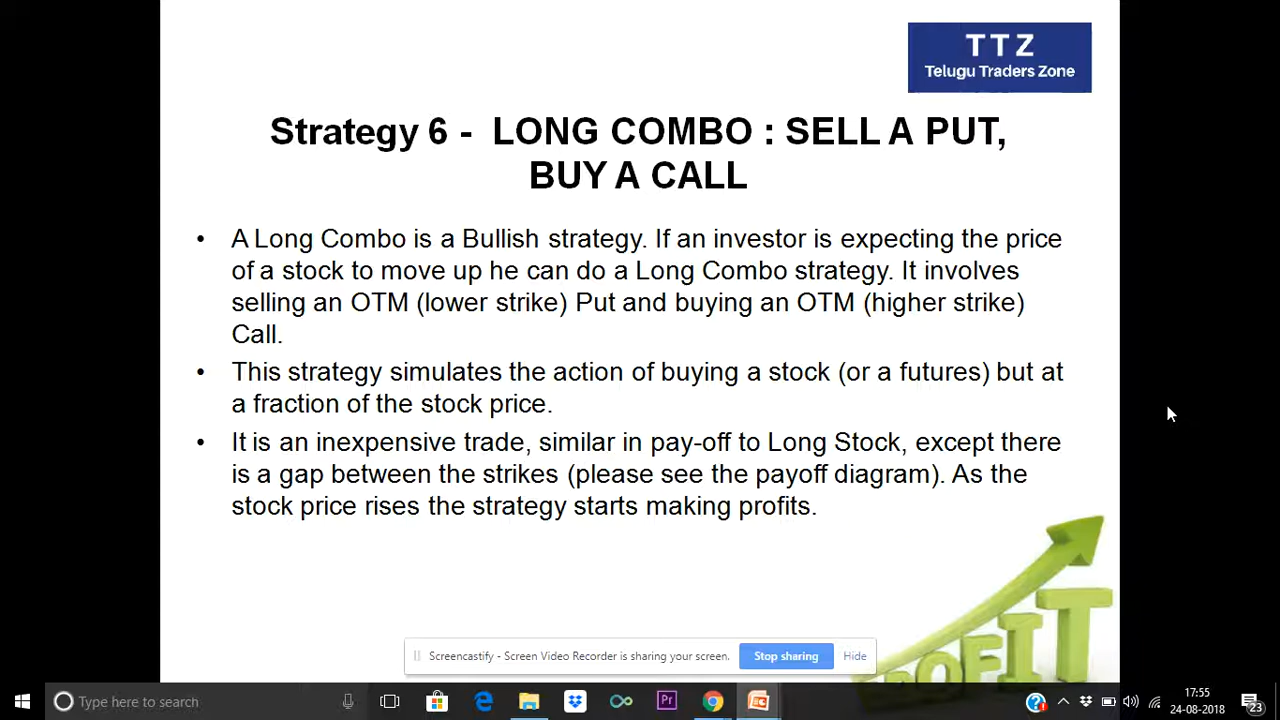 T T Z
Telugu Traders Zone
Strategy 6 - LONG COMBO : SELL A PUT,
BUY A CALL
• A Long Combo is a Bullish strategy. If an investor is expecting the price
of a stock to move up he can do a Long Combo strategy. It involves
selling an OTM (lower strike) Put and buying an OTM (higher strike)
Call.
• This strategy simulates the action of buying a stock (or a futures) but at
a fraction of the stock price.
• It is an inexpensive trade, similar in pay-off to Long Stock, except there
is a gap between the strikes (please see the payoff diagram). As the
stock price rises the strategy starts making profits.
PROFIT
Screencastify - Screen Video Recorder is sharing your screen. Stop sharing Hide
Type here to search
Pr
17:55
24-08-2018
23